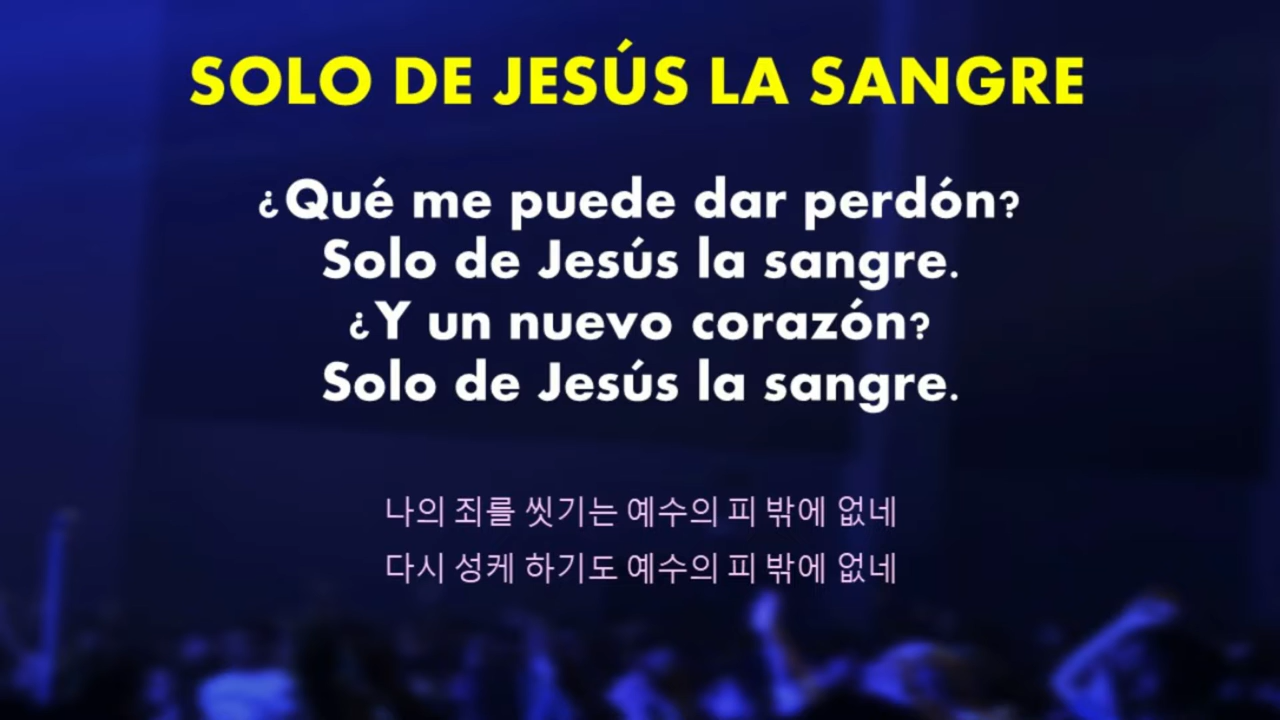 SOLO DE JESÚS LA SANGRE
¿Qué me puede dar perdón?
Solo de Jesús la sangre.
¿Y un nuevo corazón?
Solo de Jesús la sangre.
나의 죄를 씻기는 예수의 피 밖에 없네
다시 성케 하기도 예수의 피 밖에 없네